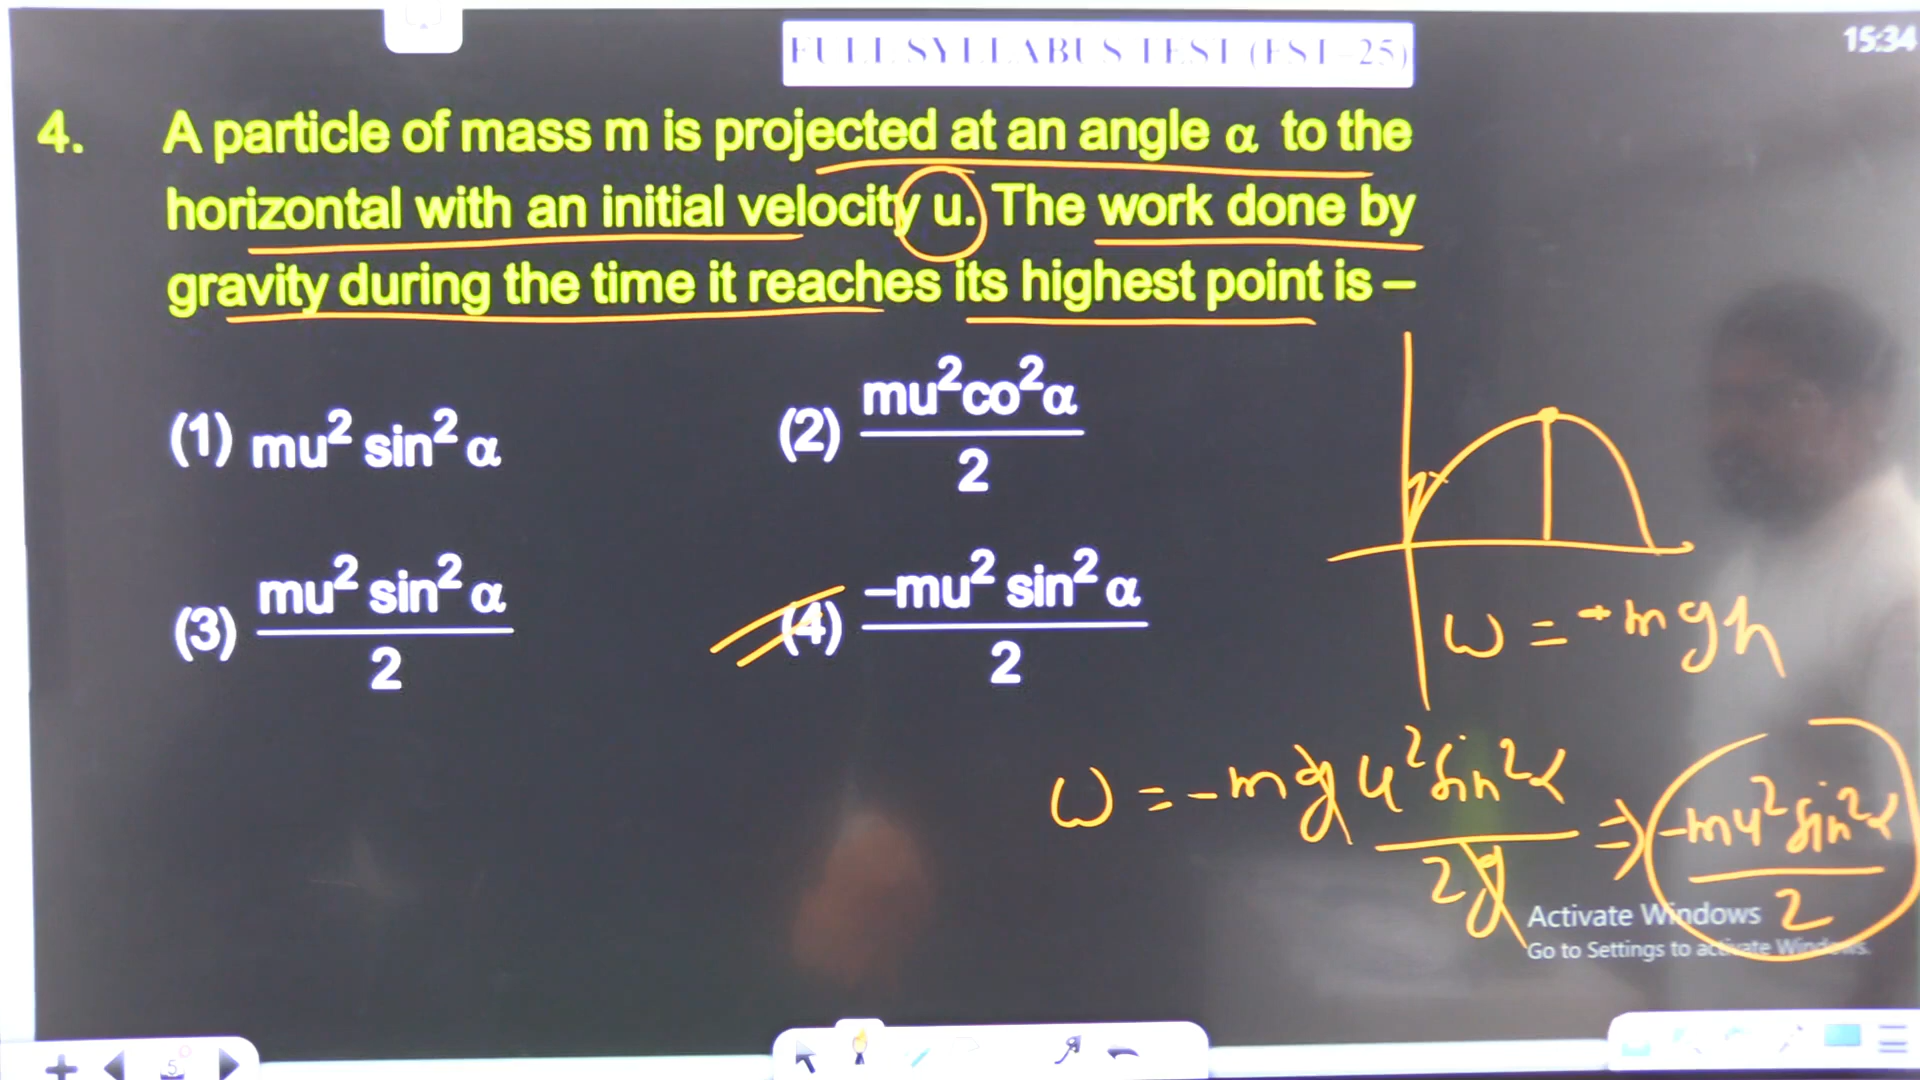 FULL SYLLABUS TEST (FST-25)
15:34
4. A particle of mass m is projected at an angle α to the
horizontal with an initial velocity u. The work done by
gravity during the time it reaches its highest point is –
(1) mu² sin² α
(2) mu²co²α / 2
(3) mu² sin² α / 2
(4) –mu² sin² α / 2
W = -mgh
W = -mg u² sin²α / 2g ⇒ -mu² sin²α / 2
Activate Windows
Go to Settings to activate Windows.
5